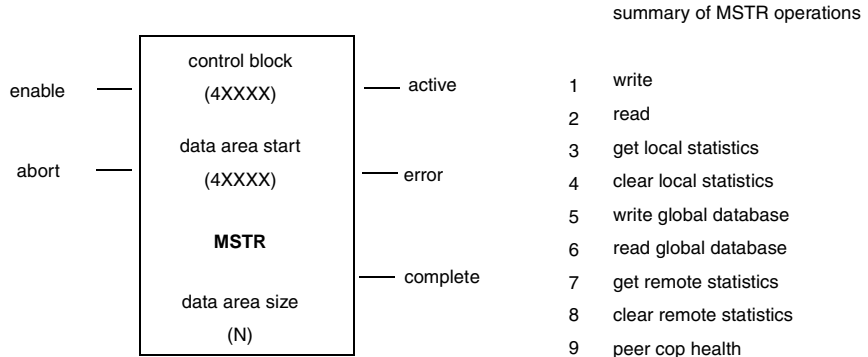 summary of MSTR operations
control block
(4XXXX)
enable
active
data area start
(4XXXX)
abort
error
MSTR
complete
data area size
(N)
1 write
2 read
3 get local statistics
4 clear local statistics
5 write global database
6 read global database
7 get remote statistics
8 clear remote statistics
9 peer cop health